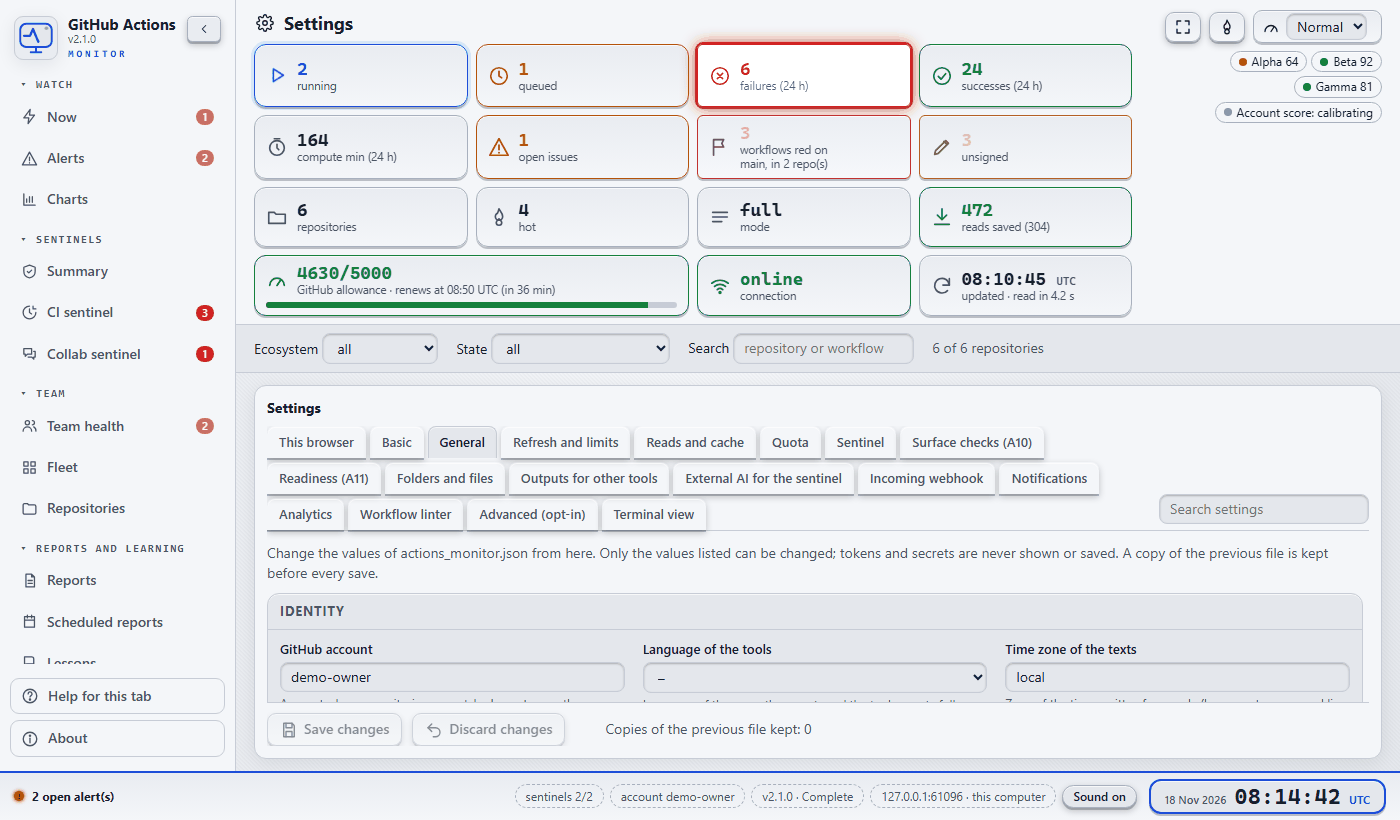 GitHub Actions
v2.1.0
MONITOR
WATCH
Now 1
Alerts 2
Charts
SENTINELS
Summary
CI sentinel 3
Collab sentinel 1
TEAM
Team health 2
Fleet
Repositories
REPORTS AND LEARNING
Reports
Scheduled reports
Lessons
Help for this tab
About
Settings
Normal
Alpha 64
Beta 92
Gamma 81
Account score: calibrating
2
running
1
queued
6
failures (24 h)
24
successes (24 h)
164
compute min (24 h)
1
open issues
3
workflows red on
main, in 2 repo(s)
3
unsigned
6
repositories
4
hot
full
mode
472
reads saved (304)
4630/5000
GitHub allowance · renews at 08:50 UTC (in 36 min)
online
connection
08:10:45 UTC
updated · read in 4.2 s
Ecosystem all State all Search repository or workflow 6 of 6 repositories
Settings
This browser Basic General Refresh and limits Reads and cache Quota Sentinel Surface checks (A10)
Readiness (A11) Folders and files Outputs for other tools External AI for the sentinel Incoming webhook Notifications
Analytics Workflow linter Advanced (opt-in) Terminal view
Search settings
Change the values of actions_monitor.json from here. Only the values listed can be changed; tokens and secrets are never shown or saved. A copy of the previous file is kept
before every save.
IDENTITY
GitHub account
demo-owner
Language of the tools
–
Time zone of the texts
local
Save changes Discard changes Copies of the previous file kept: 0
2 open alert(s)
sentinels 2/2
account demo-owner
v2.1.0 · Complete
127.0.0.1:61096 · this computer
Sound on
18 Nov 2026 08:14:42 UTC